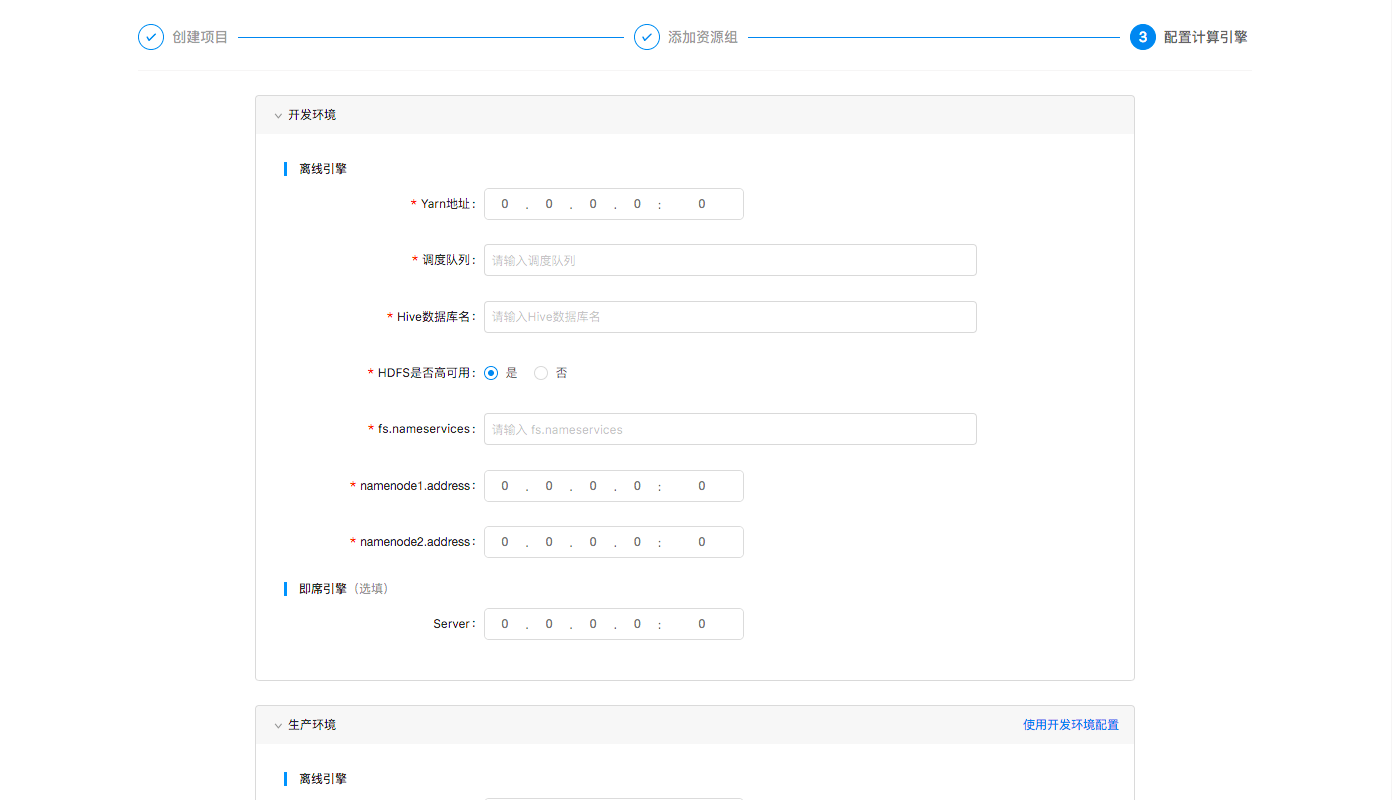 创建项目 添加资源组 3 配置计算引擎
开发环境
离线引擎
* Yarn地址: 0 . 0 . 0 . 0 : 0
* 调度队列: 请输入调度队列
* Hive数据库名: 请输入Hive数据库名
* HDFS是否高可用: 是 否
* fs.nameservices: 请输入 fs.nameservices
* namenode1.address: 0 . 0 . 0 . 0 : 0
* namenode2.address: 0 . 0 . 0 . 0 : 0
即席引擎（选填）
Server: 0 . 0 . 0 . 0 : 0
生产环境 使用开发环境配置
离线引擎